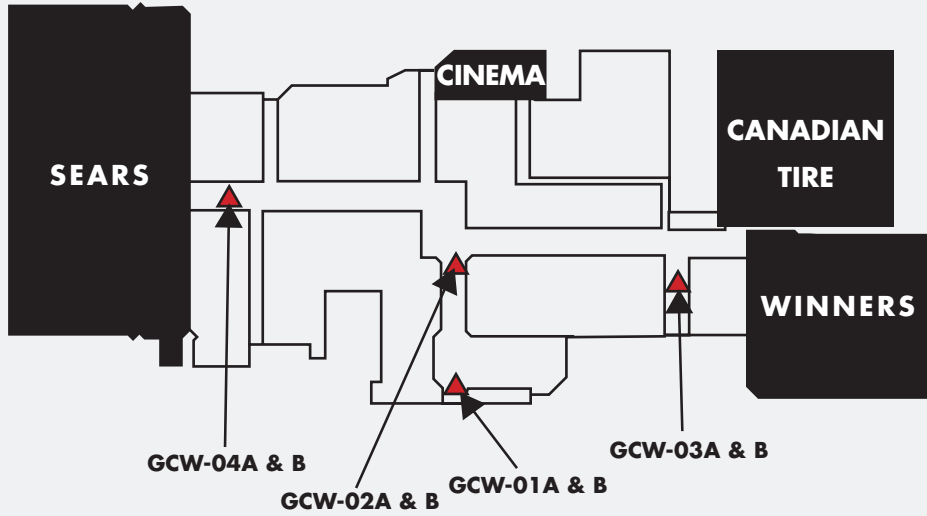 CINEMA
CANADIAN
TIRE
SEARS
WINNERS
GCW-03A & B
GCW-04A & B
GCW-01A & B
GCW-02A & B